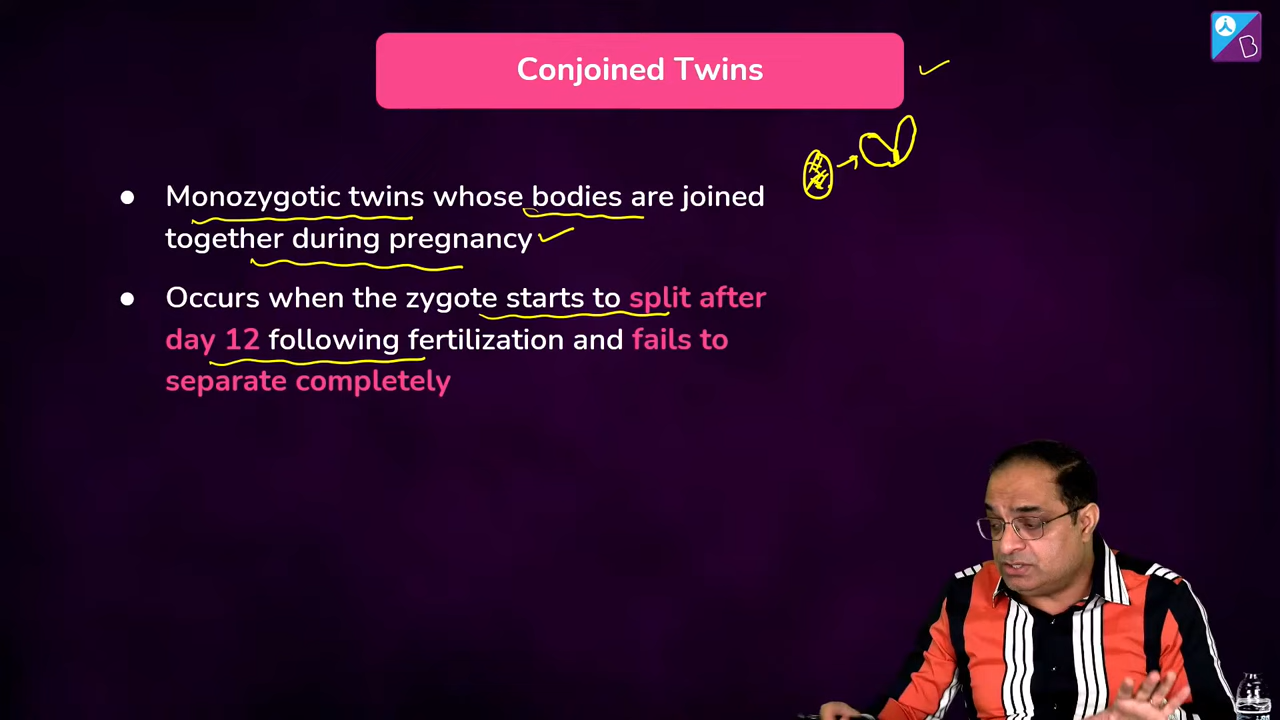 Conjoined Twins
● Monozygotic twins whose bodies are joined
together during pregnancy
● Occurs when the zygote starts to split after
day 12 following fertilization and fails to
separate completely
B